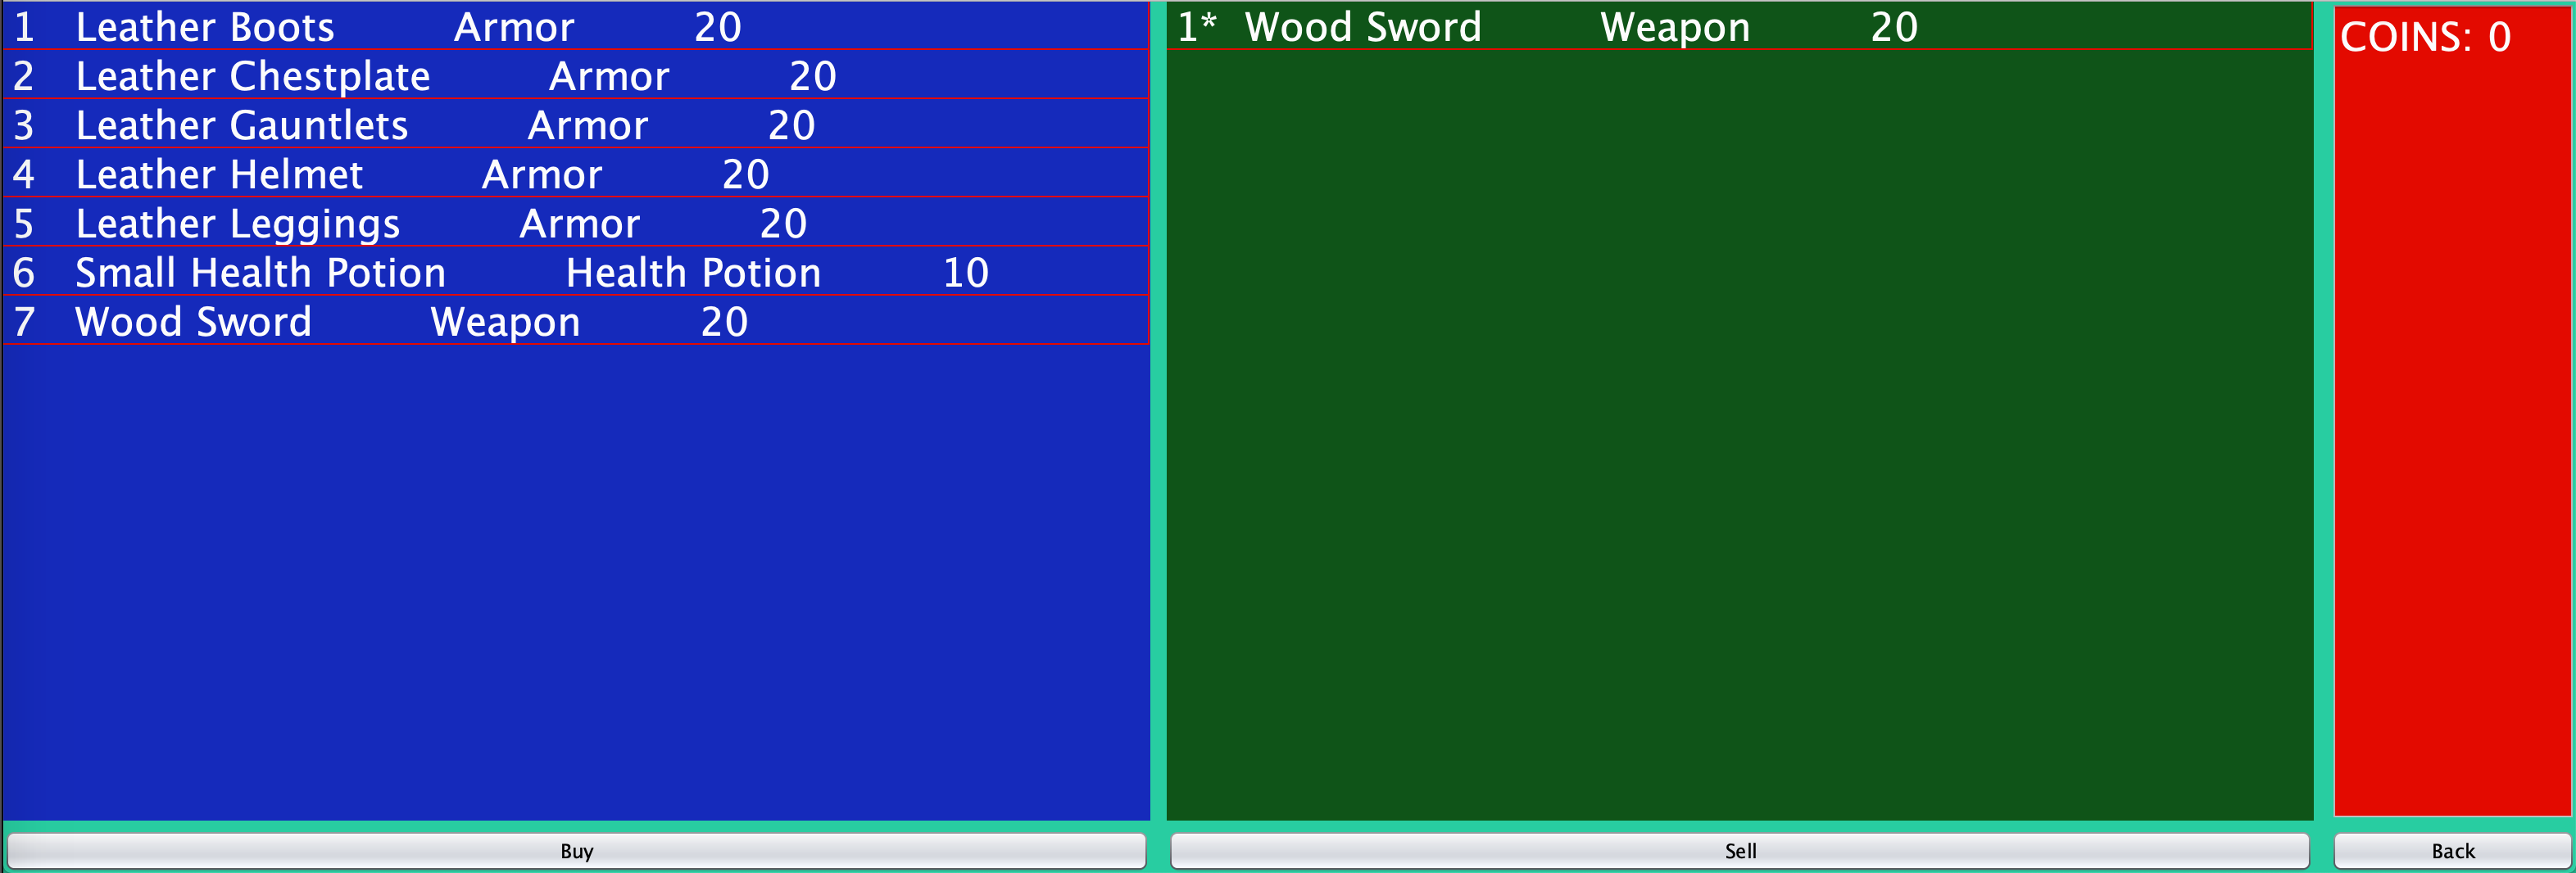 1 Leather Boots Armor 20
2 Leather Chestplate Armor 20
3 Leather Gauntlets Armor 20
4 Leather Helmet Armor 20
5 Leather Leggings Armor 20
6 Small Health Potion Health Potion 10
7 Wood Sword Weapon 20
Buy
1* Wood Sword Weapon 20
Sell
COINS: 0
Back